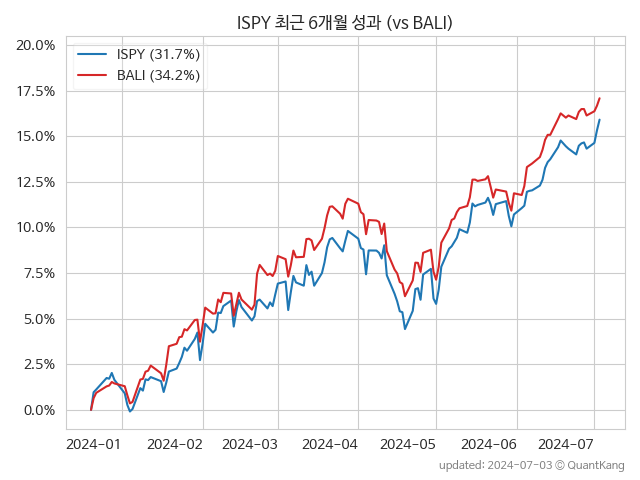 ISPY 최근 6개월 성과 (vs BALI)
20.0%
17.5%
15.0%
12.5%
10.0%
7.5%
5.0%
2.5%
0.0%
ISPY (31.7%)
BALI (34.2%)
2024-01 2024-02 2024-03 2024-04 2024-05 2024-06 2024-07
updated: 2024-07-03 © QuantKang